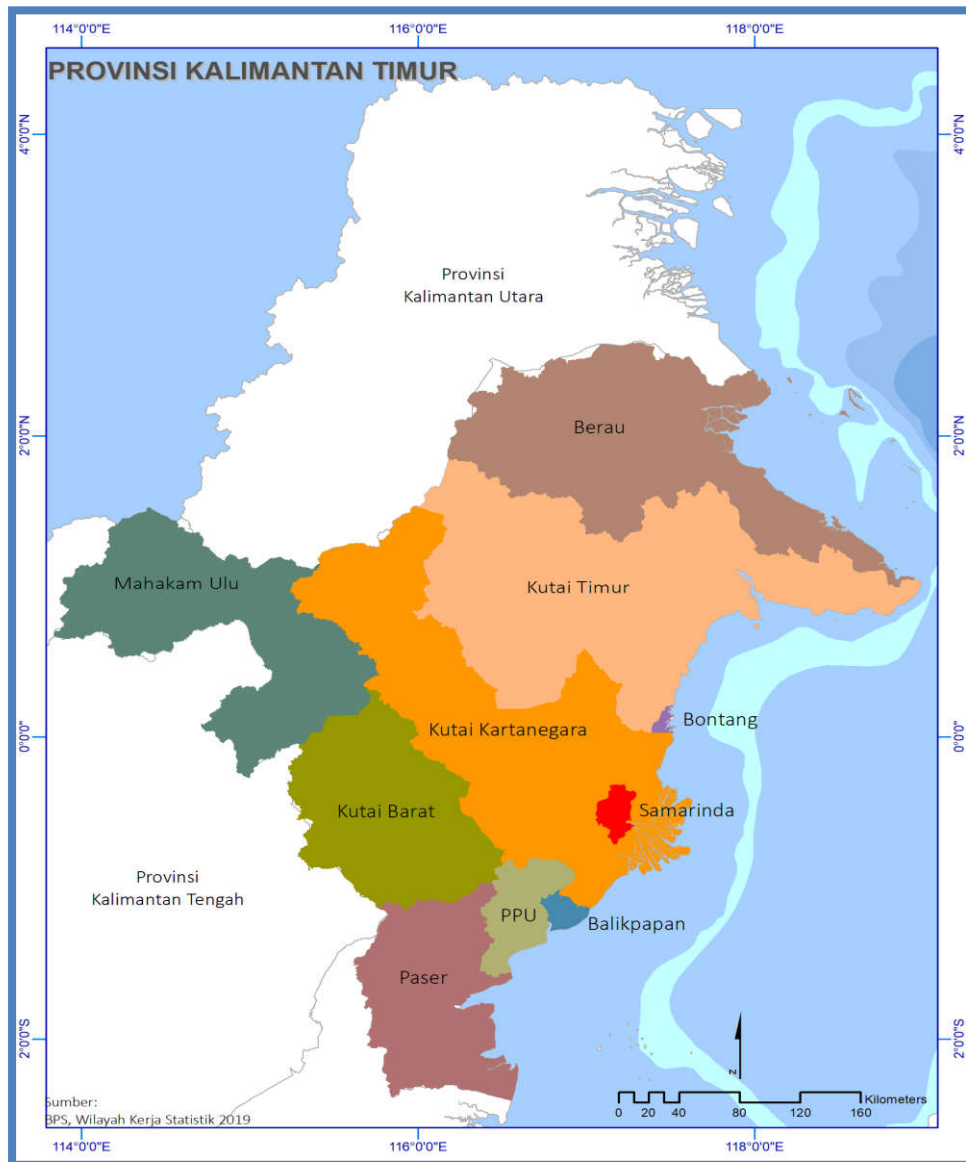 114°0'0"E 116°0'0"E 118°0'0"E
PROVINSI KALIMANTAN TIMUR
4°0'0"N 4°0'0"N
Provinsi
Kalimantan Utara
2°0'0"N 2°0'0"N
Berau
Mahakam Ulu
Kutai Timur
0°0'0" 0°0'0"
Bontang
Kutai Kartanegara
Kutai Barat
Samarinda
Provinsi
Kalimantan Tengah
PPU
Balikpapan
Paser
2°0'0"S 2°0'0"S
Z
Sumber:
BPS, Wilayah Kerja Statistik 2019
Kilometers
0 20 40 80 120 160
114°0'0"E 116°0'0"E 118°0'0"E